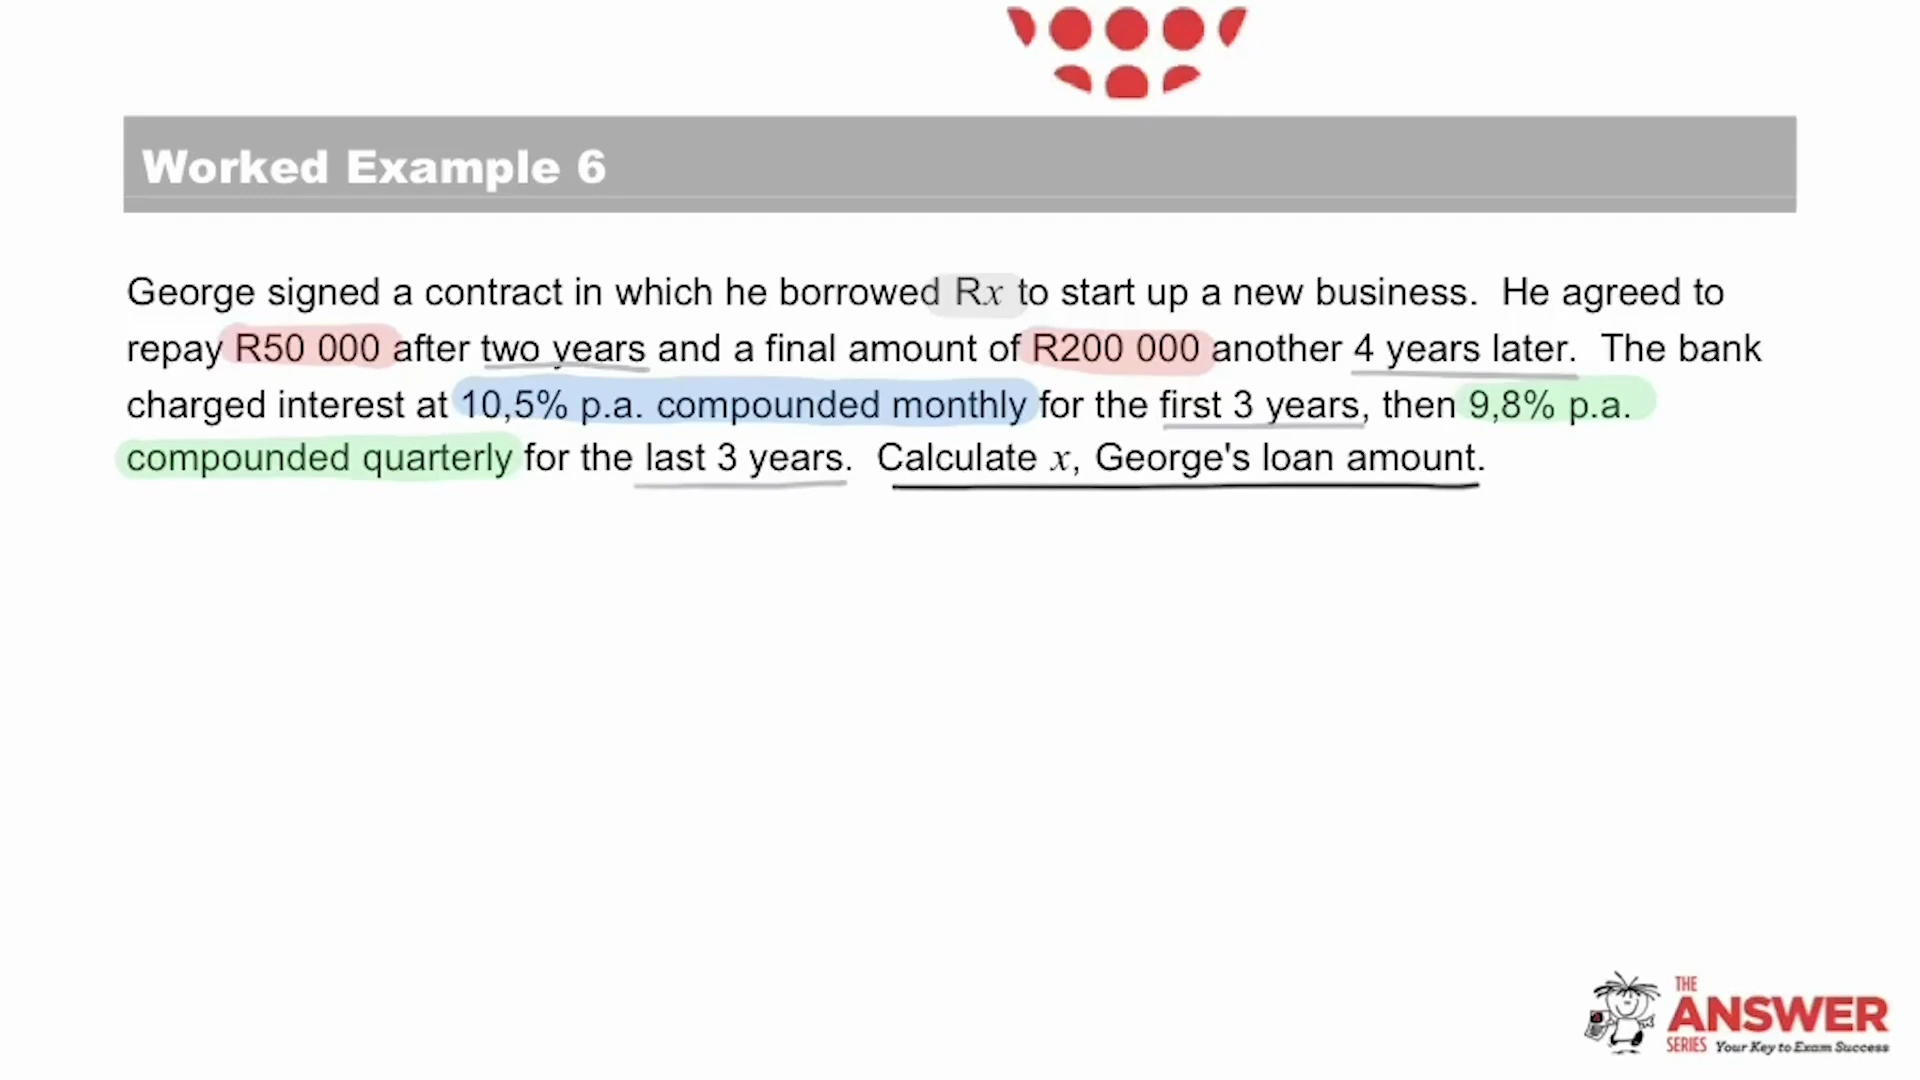 Worked Example 6
George signed a contract in which he borrowed Rx to start up a new business. He agreed to
repay R50 000 after two years and a final amount of R200 000 another 4 years later. The bank
charged interest at 10,5% p.a. compounded monthly for the first 3 years, then 9,8% p.a.
compounded quarterly for the last 3 years. Calculate x, George's loan amount.
THE
ANSWER
SERIES Your Key to Exam Success